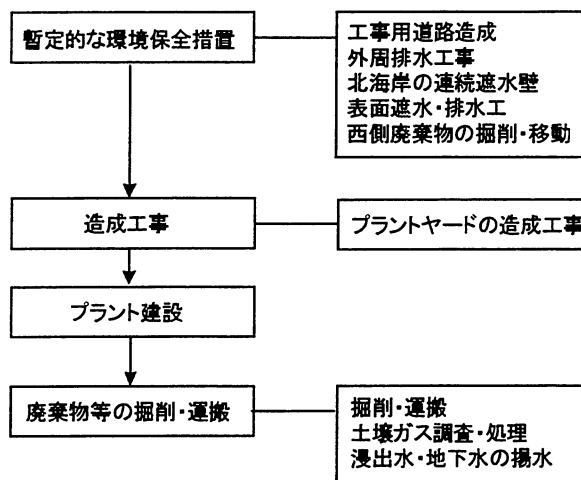 暫定的な環境保全措置
工事用道路造成
外周排水工事
北海岸の連続遮水壁
表面遮水・排水工
西側廃棄物の掘削・移動
造成工事
プラントヤードの造成工事
プラント建設
廃棄物等の掘削・運搬
掘削・運搬
土壌ガス調査・処理
浸出水・地下水の揚水